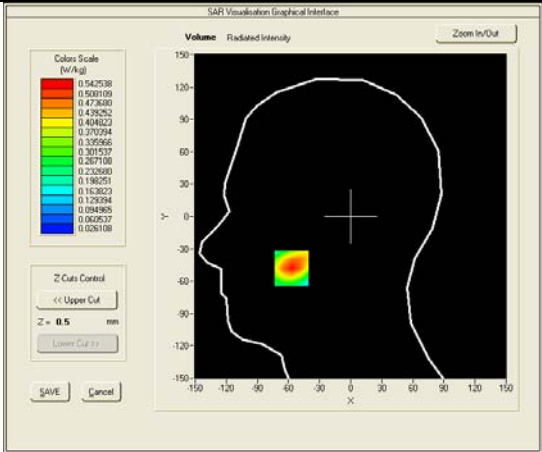 SAR Visualisation Graphical Interface
Volume Radiated Intensity
Zoom In/Out
Colors Scale
(W/kg)
0.542538
0.508109
0.473680
0.439252
0.404823
0.370394
0.335966
0.301537
0.267108
0.232680
0.198251
0.163823
0.129394
0.094965
0.060537
0.026108
Z Cuts Control
<< Upper Cut
Z = 0.5 mm
Lower Cut >>
SAVE Cancel
150
120
90
60
30
0
-30
-60
-90
-120
-150
Y
-150 -120 -90 -60 -30 0 30 60 90 120 150
X